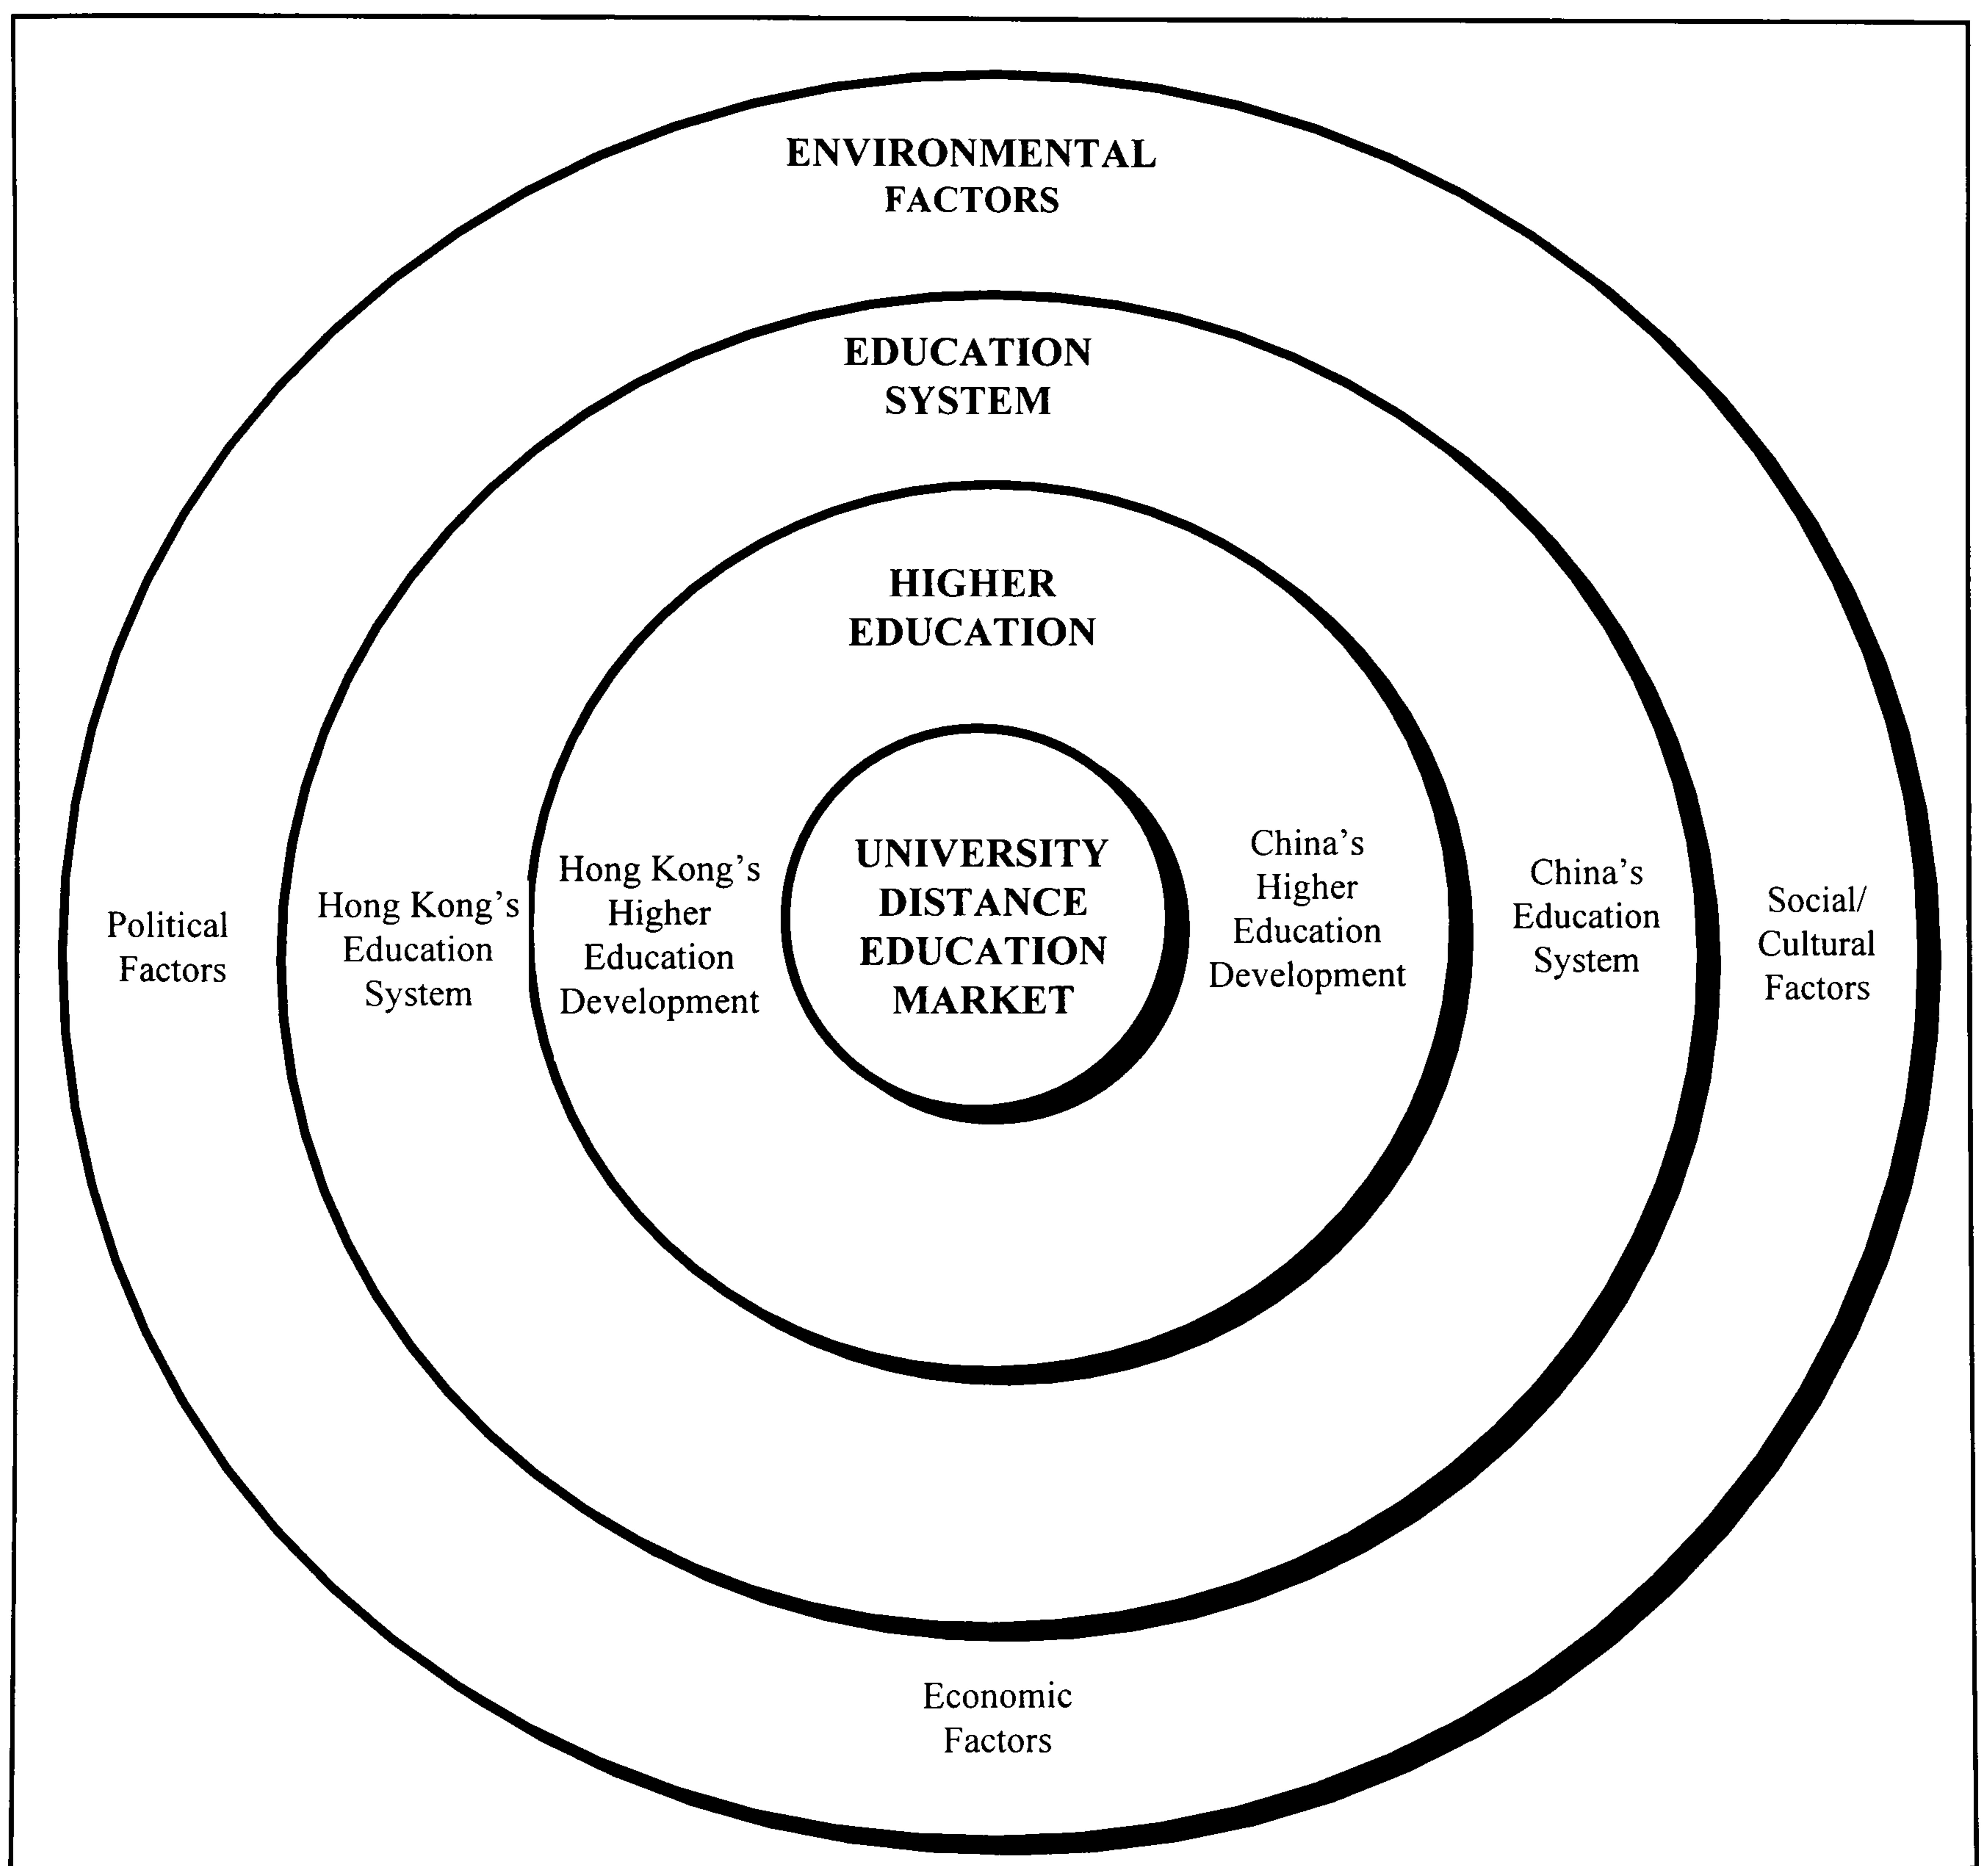 ENVIRONMENTAL
FACTORS
EDUCATION
SYSTEM
HIGHER
EDUCATION
UNIVERSITY
DISTANCE
EDUCATION
MARKET
Political
Factors
Hong Kong's
Education
System
Hong Kong's
Higher
Education
Development
China's
Higher
Education
Development
China's
Education
System
Social/
Cultural
Factors
Economic
Factors